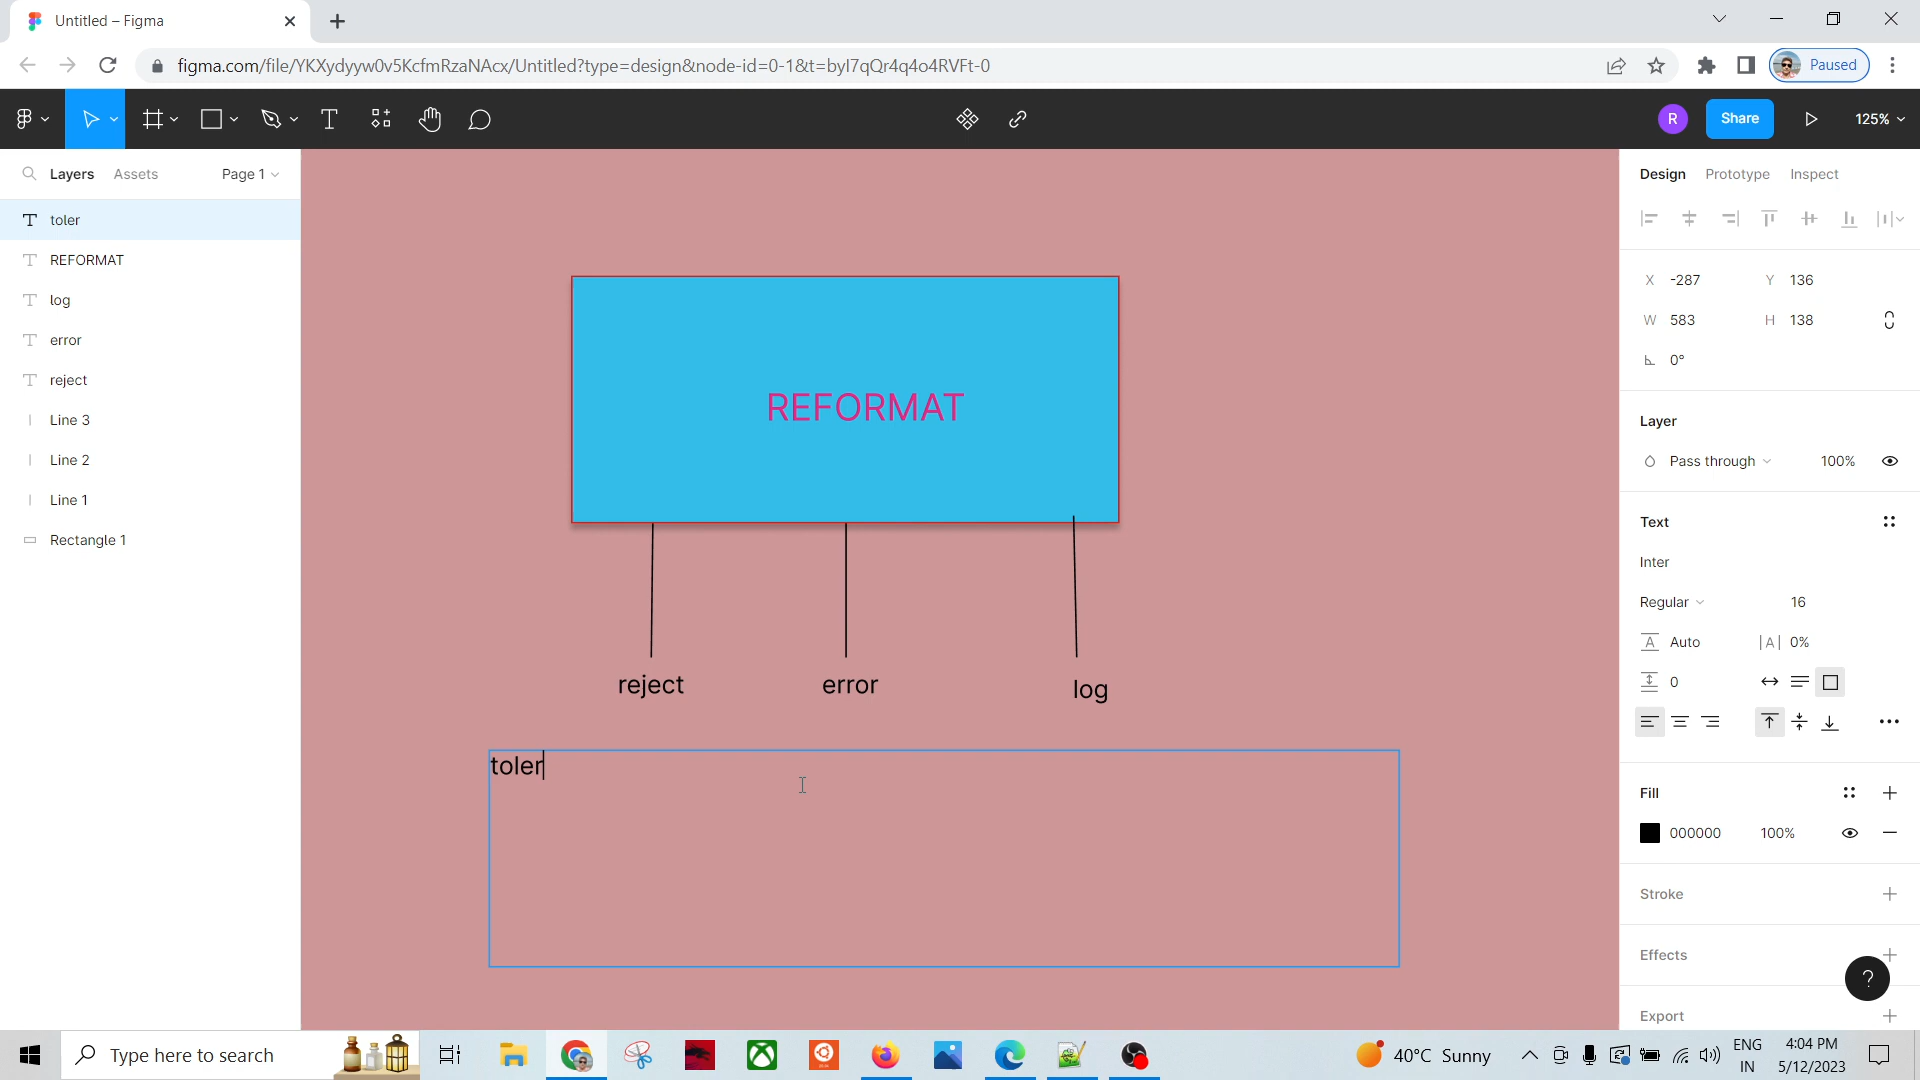 Untitled – Figma
figma.com/file/YKXydyyw0v5KcfmRzaNAcx/Untitled?type=design&node-id=0-1&t=byI7qQr4q4o4RVFt-0
Paused
R
Share
125%
Layers Assets Page 1
toler
REFORMAT
log
error
reject
Line 3
Line 2
Line 1
Rectangle 1
REFORMAT
reject error log
toler
Design Prototype Inspect
X -287 Y 136
W 583 H 138
0°
Layer
Pass through 100%
Text
Inter
Regular 16
A Auto |A| 0%
0
Fill
000000 100%
Stroke
Effects
?
Export
Type here to search
40°C Sunny
ENG
IN
4:04 PM
5/12/2023